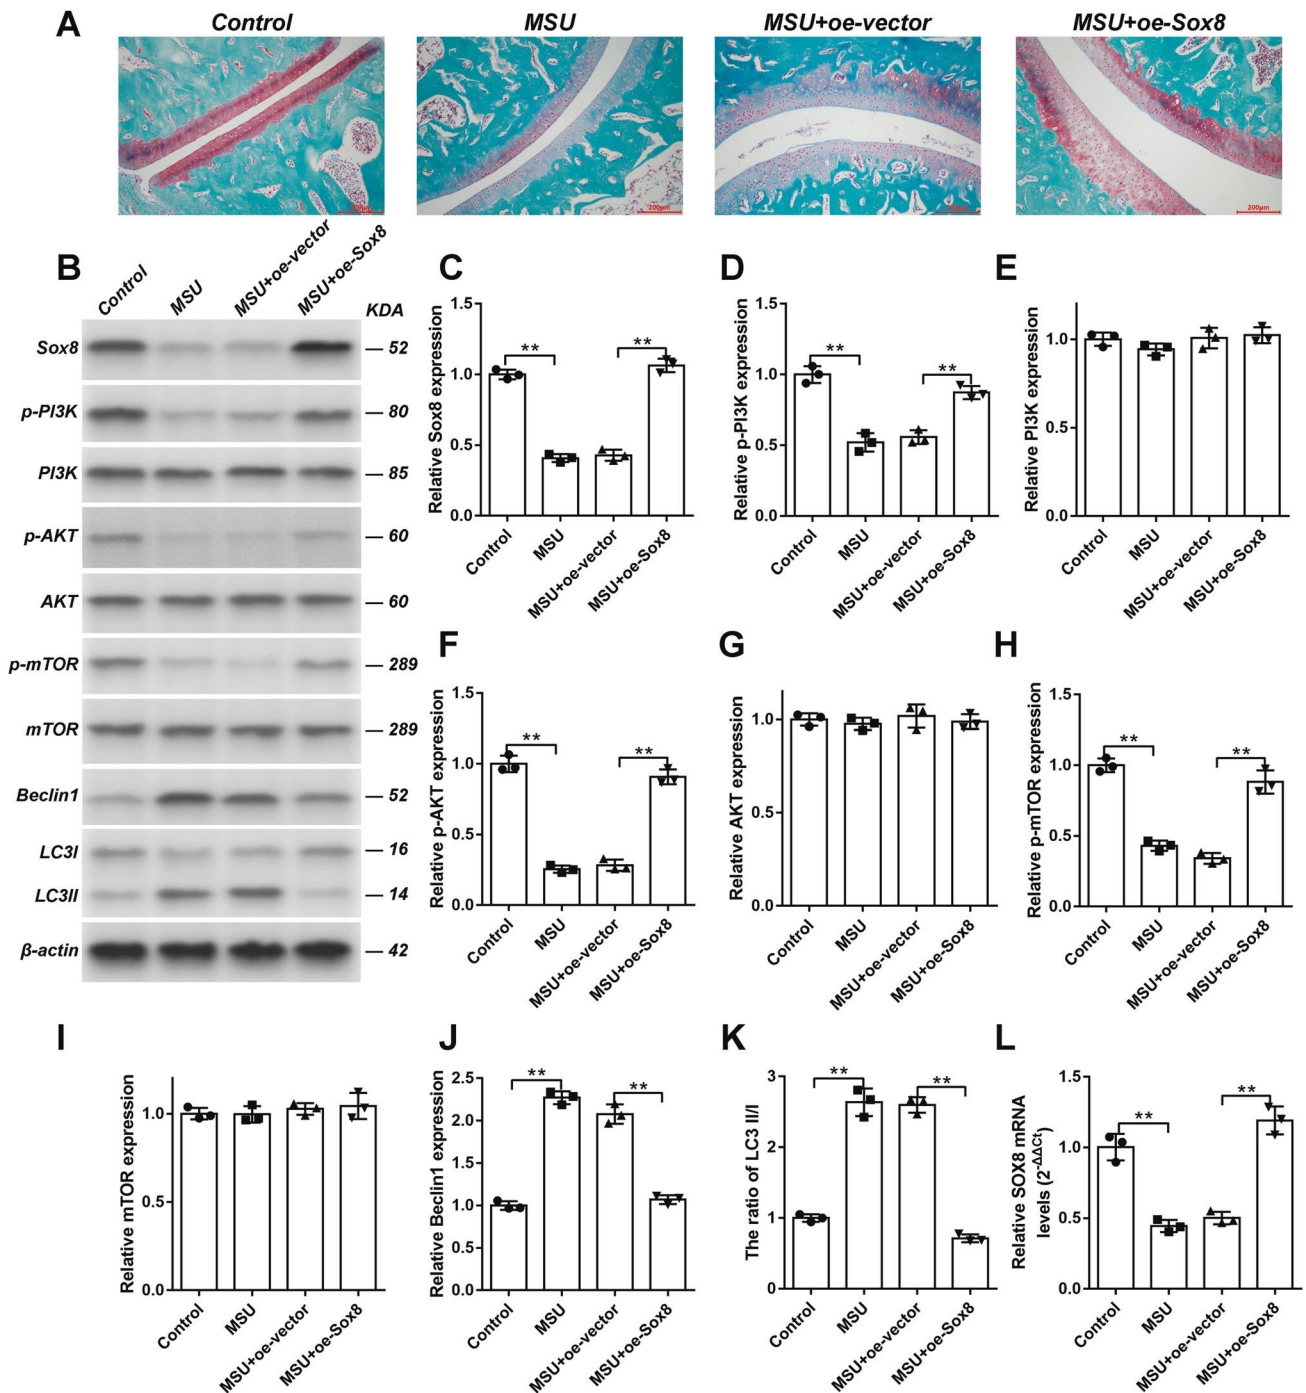 A
Control
MSU
MSU+oe-vector
MSU+oe-Sox8
200μm
200μm
200μm
200μm
B
Control
MSU
MSU+oe-vector
MSU+oe-Sox8
KDA
Sox8
52
p-PI3K
80
PI3K
85
p-AKT
60
AKT
60
p-mTOR
289
mTOR
289
Beclin1
52
LC3I
16
LC3II
14
β-actin
42
C
Relative Sox8 expression
1.5
1.0
0.5
0.0
**
**
Control
MSU
MSU+oe-vector
MSU+oe-Sox8
D
Relative p-PI3K expression
1.5
1.0
0.5
0.0
**
**
Control
MSU
MSU+oe-vector
MSU+oe-Sox8
E
Relative PI3K expression
1.0
0.5
0.0
Control
MSU
MSU+oe-vector
MSU+oe-Sox8
F
Relative p-AKT expression
1.5
1.0
0.5
0.0
**
**
Control
MSU
MSU+oe-vector
MSU+oe-Sox8
G
Relative AKT expression
1.0
0.5
0.0
Control
MSU
MSU+oe-vector
MSU+oe-Sox8
H
Relative p-mTOR expression
1.5
1.0
0.5
0.0
**
**
Control
MSU
MSU+oe-vector
MSU+oe-Sox8
I
Relative mTOR expression
1.0
0.5
0.0
Control
MSU
MSU+oe-vector
MSU+oe-Sox8
J
Relative Beclin1 expression
2.5
2.0
1.5
1.0
0.5
0.0
**
**
Control
MSU
MSU+oe-vector
MSU+oe-Sox8
K
The ratio of LC3 II/I
3
2
1
0
**
**
Control
MSU
MSU+oe-vector
MSU+oe-Sox8
L
Relative SOX8 mRNA
levels (2-ΔΔCt)
1.5
1.0
0.5
0.0
**
**
Control
MSU
MSU+oe-vector
MSU+oe-Sox8